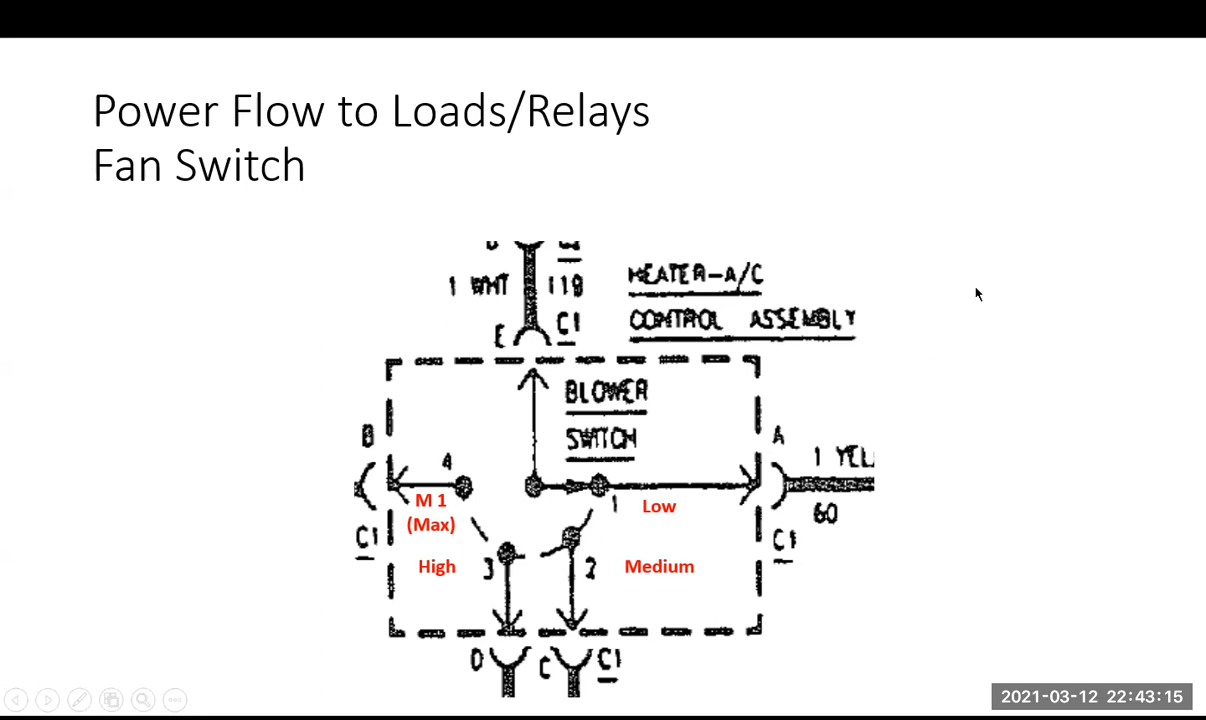 Power Flow to Loads/Relays
Fan Switch
1 WHT 118
HEATER-A/C
CONTROL ASSEMBLY
E C1
BLOWER
SWITCH
B
A
4
1 YEL
M 1
(Max)
1
Low
60
C1
C1
High
3
2
Medium
D
C
C1
2021-03-12 22:43:15